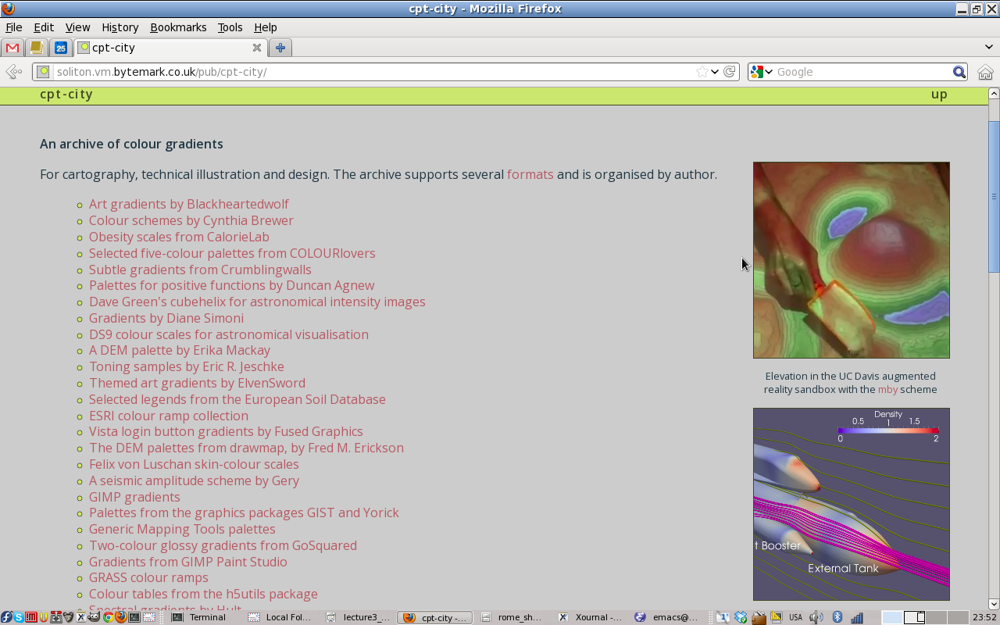 cpt-city - Mozilla Firefox
File Edit View History Bookmarks Tools Help
25 cpt-city
soliton.vm.bytemark.co.uk/pub/cpt-city/
Google
cpt-city up
An archive of colour gradients
For cartography, technical illustration and design. The archive supports several formats and is organised by author.
Art gradients by Blackheartedwolf
Colour schemes by Cynthia Brewer
Obesity scales from CalorieLab
Selected five-colour palettes from COLOURlovers
Subtle gradients from Crumblingwalls
Palettes for positive functions by Duncan Agnew
Dave Green's cubehelix for astronomical intensity images
Gradients by Diane Simoni
DS9 colour scales for astronomical visualisation
A DEM palette by Erika Mackay
Toning samples by Eric R. Jeschke
Themed art gradients by ElvenSword
Selected legends from the European Soil Database
ESRI colour ramp collection
Vista login button gradients by Fused Graphics
The DEM palettes from drawmap, by Fred M. Erickson
Felix von Luschan skin-colour scales
A seismic amplitude scheme by Gery
GIMP gradients
Palettes from the graphics packages GIST and Yorick
Generic Mapping Tools palettes
Two-colour glossy gradients from GoSquared
Gradients from GIMP Paint Studio
GRASS colour ramps
Colour tables from the h5utils package
Spectral gradients by Hult
Elevation in the UC Davis augmented
reality sandbox with the mby scheme
Density
0.5 1 1.5
0 2
t Booster
External Tank
Terminal Local Fol... lecture3_... cpt-city -... rome_sh... Xournal -... emacs@... USA 23:52